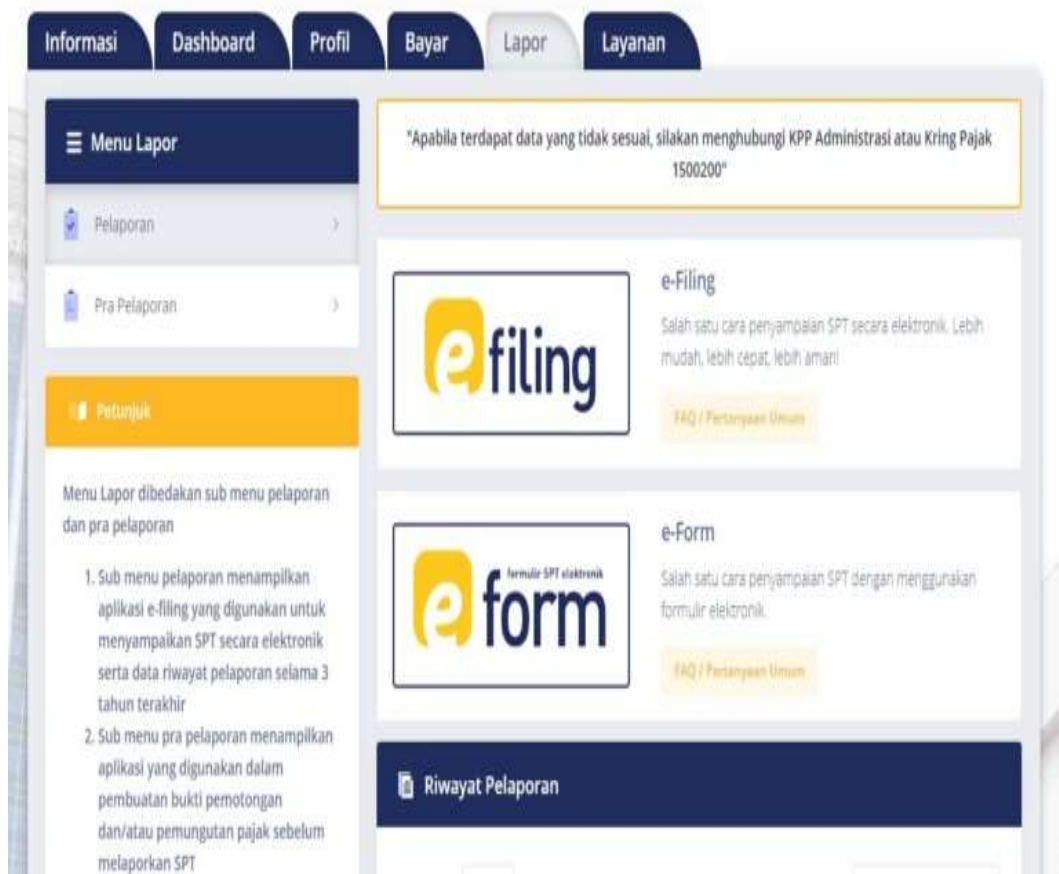 Informasi Dashboard Profil Bayar Lapor Layanan
Menu Lapor
Pelaporan
Pra Pelaporan
Petunjuk
Menu Lapor dibedakan sub menu pelaporan
dan pra pelaporan
1. Sub menu pelaporan menampilkan
aplikasi e-filing yang digunakan untuk
menyampaikan SPT secara elektronik
serta data riwayat pelaporan selama 3
tahun terakhir
2. Sub menu pra pelaporan menampilkan
aplikasi yang digunakan dalam
pembuatan bukti pemotongan
dan/atau pemungutan pajak sebelum
melaporkan SPT
"Apabila terdapat data yang tidak sesuai, silakan menghubungi KPP Administrasi atau Kring Pajak
1500200"
e filing
e-Filing
Salah satu cara penyampaian SPT secara elektronik. Lebih
mudah, lebih cepat, lebih aman!
FAQ / Pertanyaan Umum
formulir SPT elektronik
e form
e-Form
Salah satu cara penyampaian SPT dengan menggunakan
formulir elektronik.
FAQ / Pertanyaan Umum
Riwayat Pelaporan